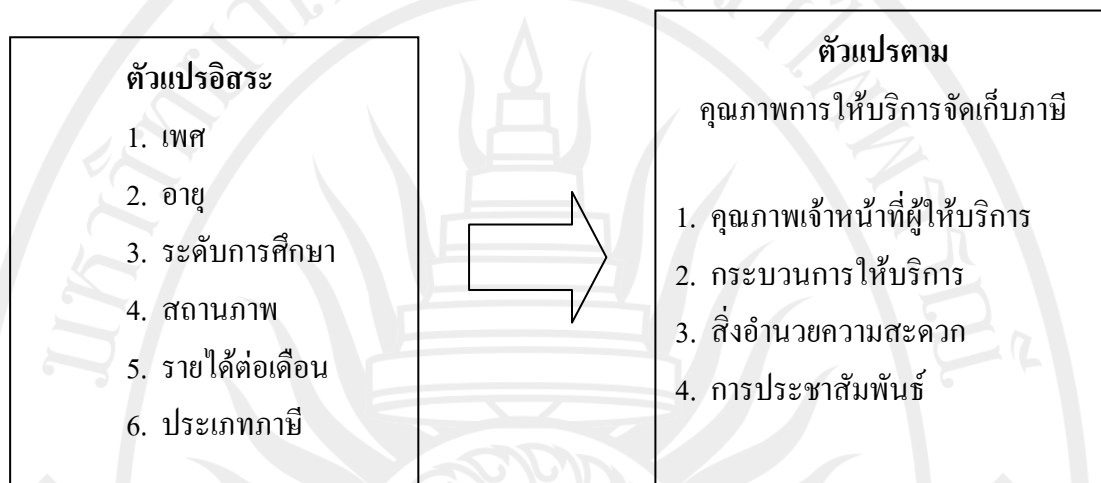 ตัวแปรอิสระ
1. เพศ
2. อายุ
3. ระดับการศึกษา
4. สถานภาพ
5. รายได้ต่อเดือน
6. ประเภทภาษี
ตัวแปรตาม
คุณภาพการให้บริการจัดเก็บภาษี
1. คุณภาพเจ้าหน้าที่ผู้ให้บริการ
2. กระบวนการให้บริการ
3. สิ่งอำนวยความสะดวก
4. การประชาสัมพันธ์